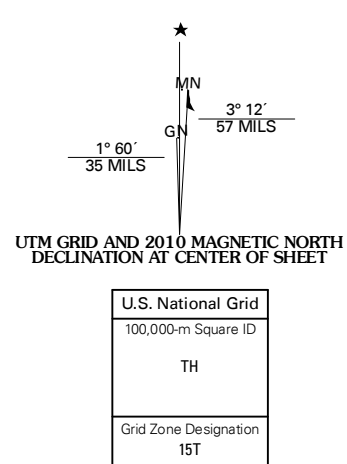 MN
3° 12´
57 MILS
GN
1° 60´
35 MILS
UTM GRID AND 2010 MAGNETIC NORTH
DECLINATION AT CENTER OF SHEET
U.S. National Grid
100,000-m Square ID
TH
Grid Zone Designation
15T